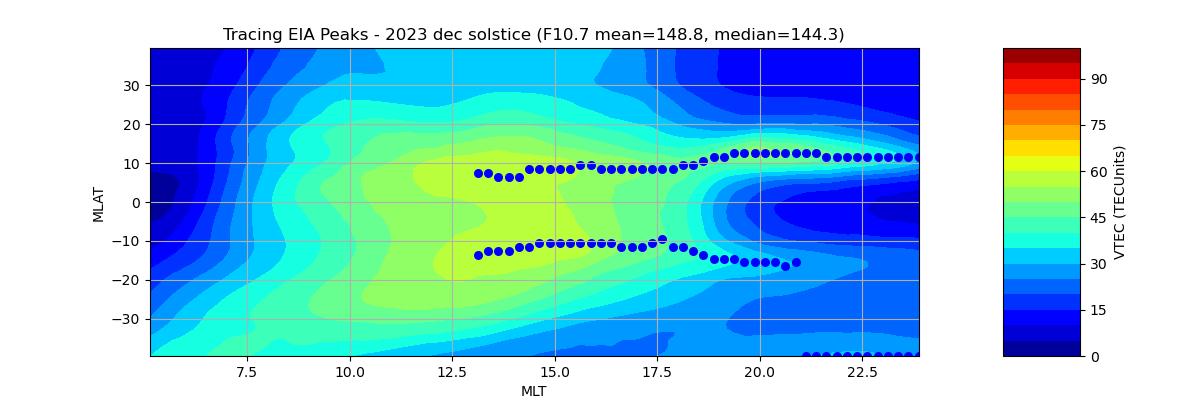 Tracing EIA Peaks - 2023 dec solstice (F10.7 mean=148.8, median=144.3)
30
20
10
0
−10
−20
−30
MLAT
7.5 10.0 12.5 15.0 17.5 20.0 22.5
MLT
90
75
60
45
30
15
0
VTEC (TECUnits)